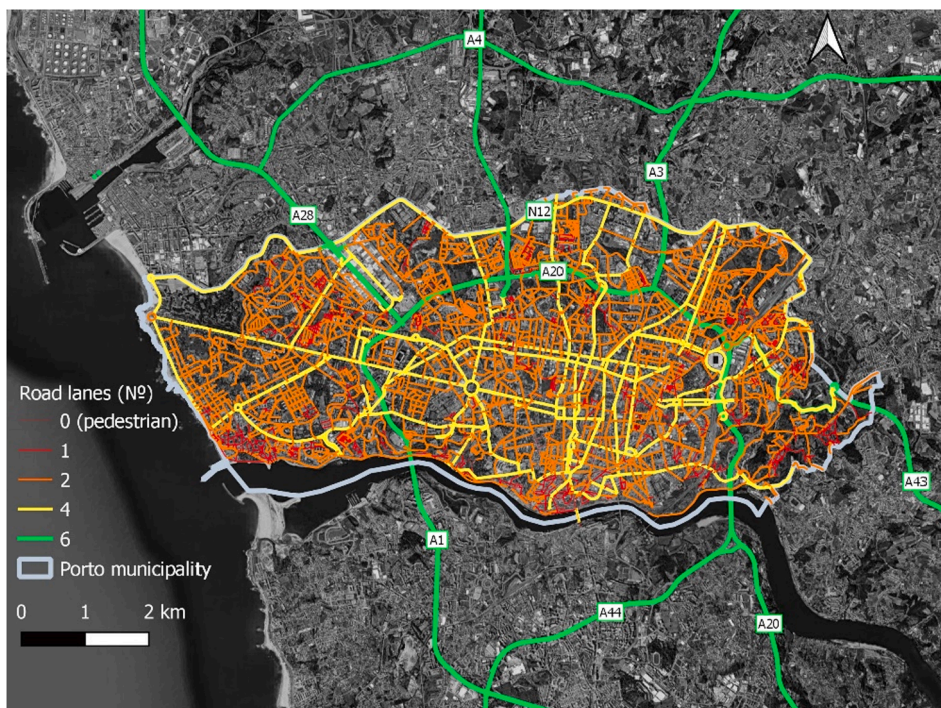 A4
A3
A28
N12
A20
Road lanes (Nº)
0 (pedestrian)
1
2
4
6
Porto municipality
0 1 2 km
A43
A1
A44
A20